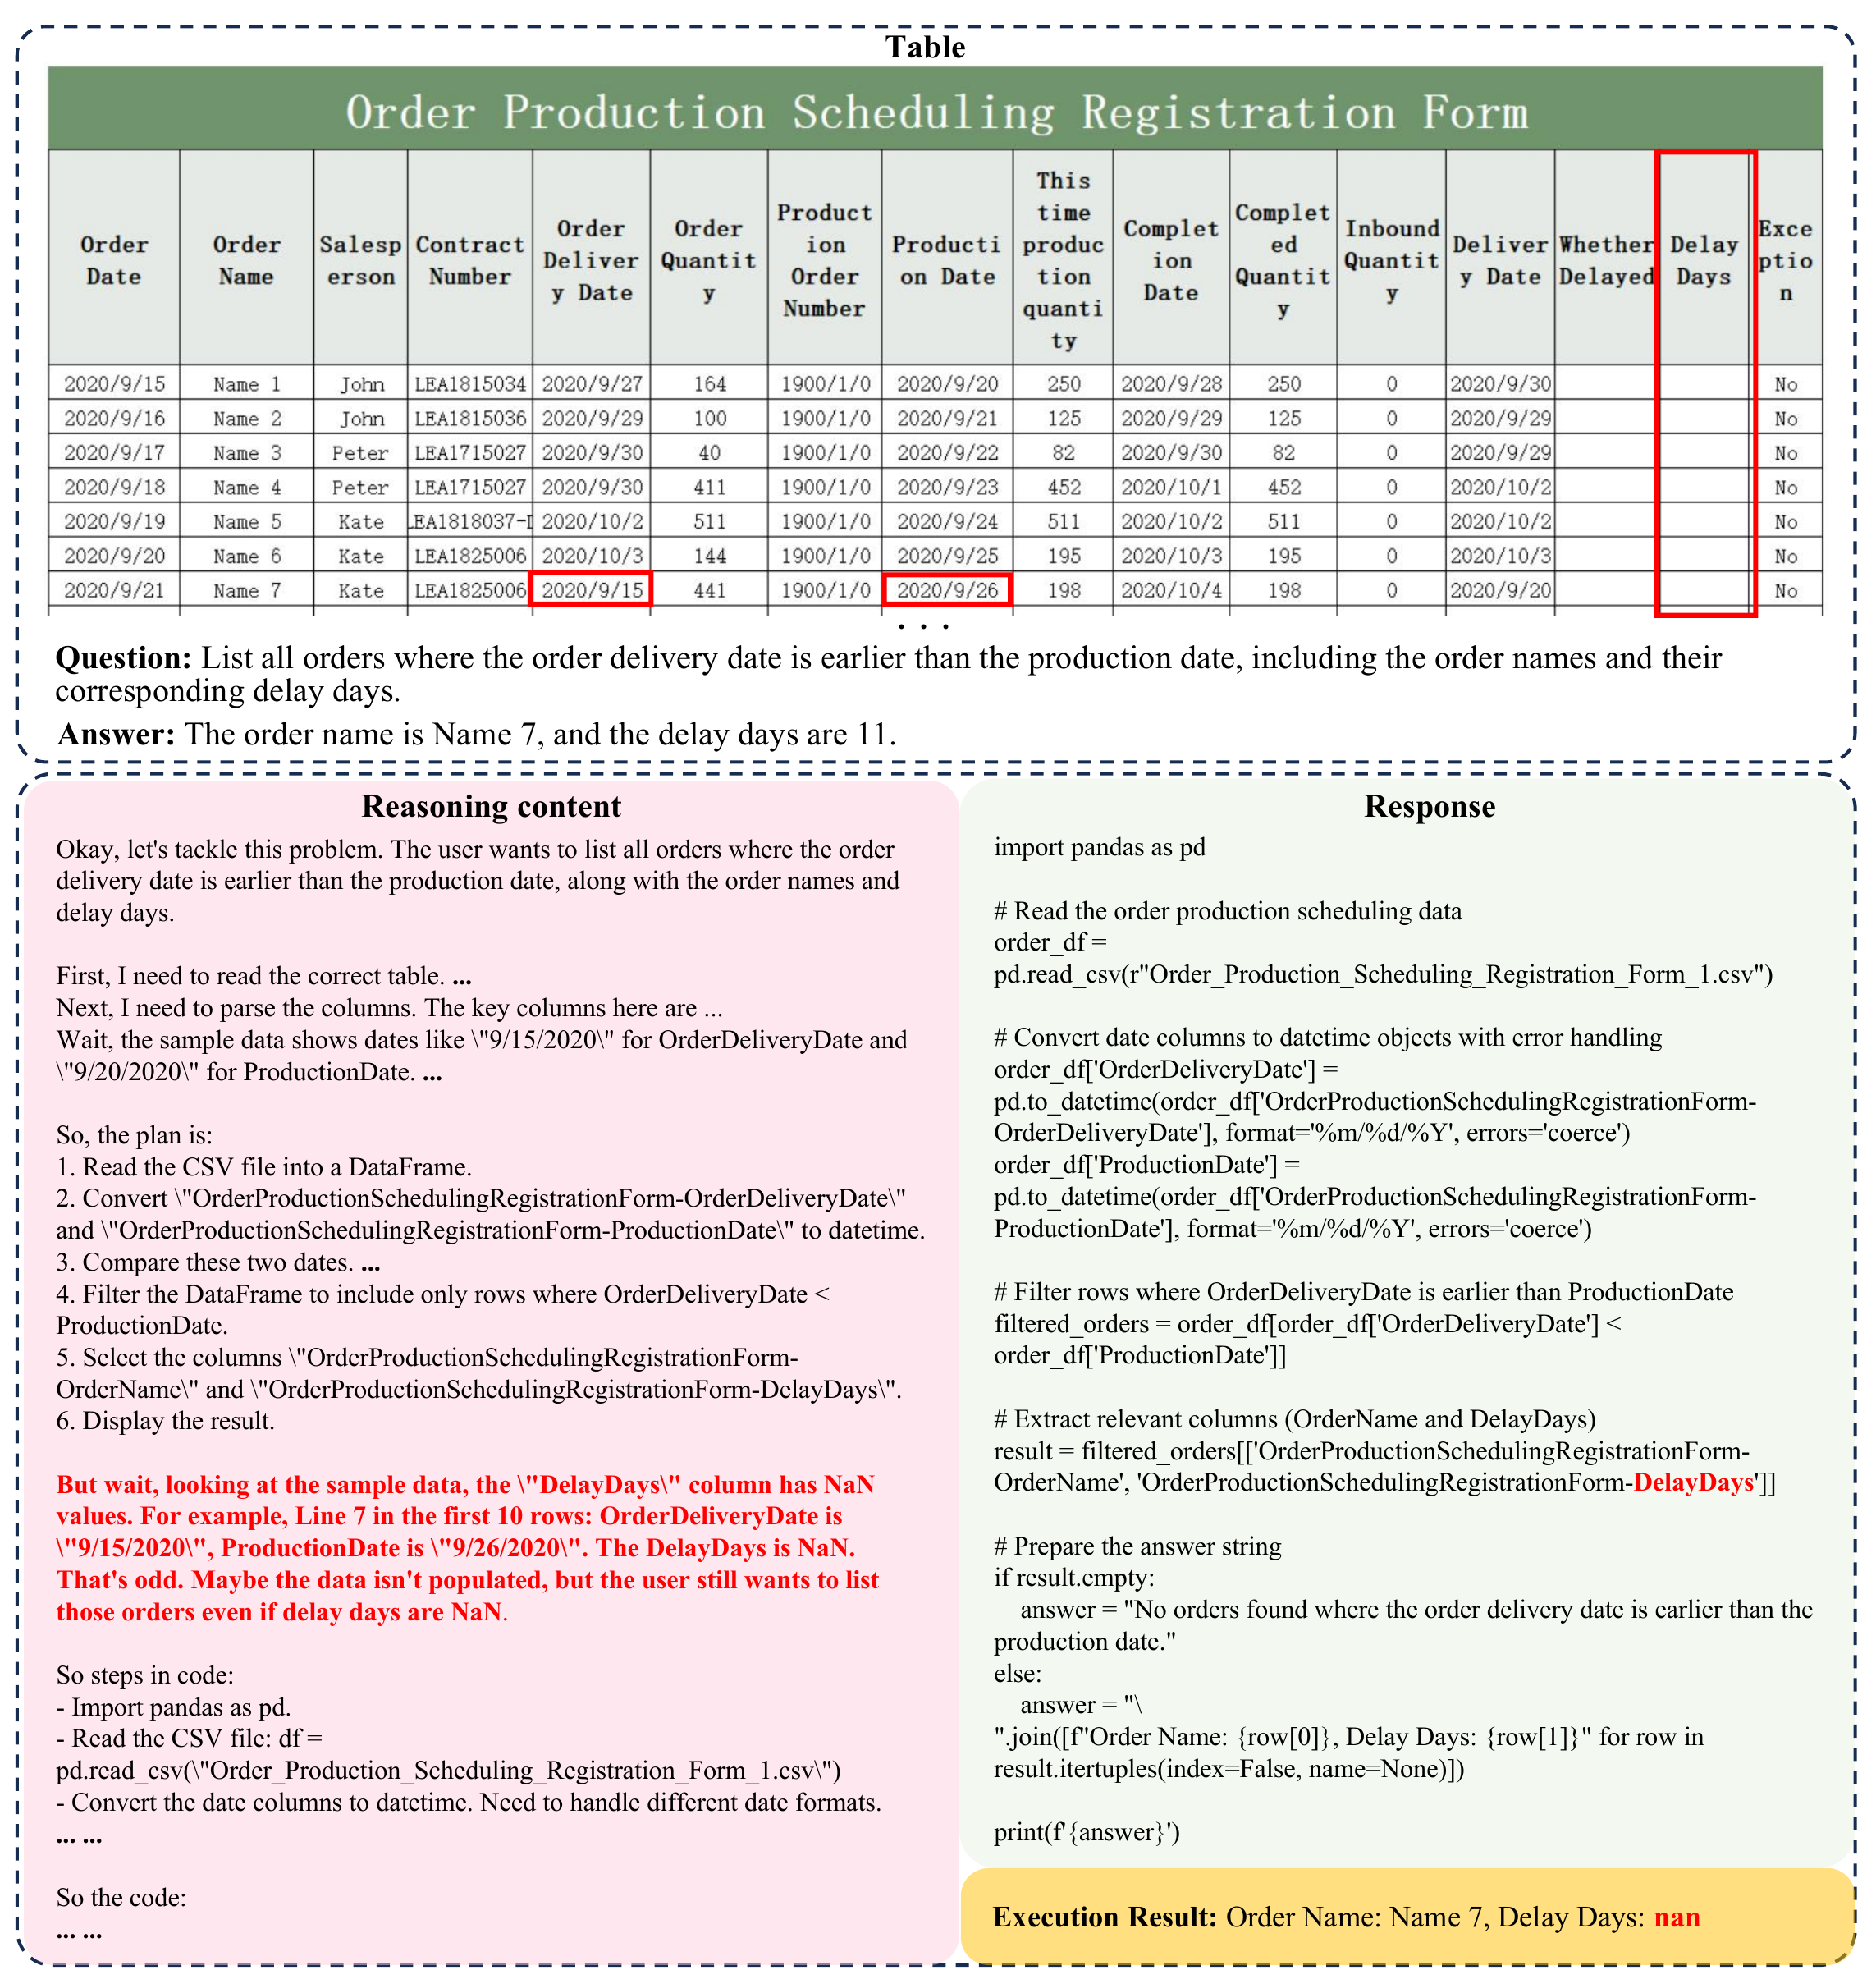 Table
Order Production Scheduling Registration Form
Order Date | Order Name | Salesp erson | Contract Number | Order Deliver y Date | Order Quantit y | Product ion Order Number | Producti on Date | This time produc tion quanti ty | Complet ion Date | Complet ed Quantit y | Inbound Quantit y | Deliver y Date | Whether Delayed | Delay Days | Exce ptio n
2020/9/15 Name 1 John LEA1815034 2020/9/27 164 1900/1/0 2020/9/20 250 2020/9/28 250 0 2020/9/30 No
2020/9/16 Name 2 John LEA1815036 2020/9/29 100 1900/1/0 2020/9/21 125 2020/9/29 125 0 2020/9/29 No
2020/9/17 Name 3 Peter LEA1715027 2020/9/30 40 1900/1/0 2020/9/22 82 2020/9/30 82 0 2020/9/29 No
2020/9/18 Name 4 Peter LEA1715027 2020/9/30 411 1900/1/0 2020/9/23 452 2020/10/1 452 0 2020/10/2 No
2020/9/19 Name 5 Kate LEA1818037-D 2020/10/2 511 1900/1/0 2020/9/24 511 2020/10/2 511 0 2020/10/2 No
2020/9/20 Name 6 Kate LEA1825006 2020/10/3 144 1900/1/0 2020/9/25 195 2020/10/3 195 0 2020/10/3 No
2020/9/21 Name 7 Kate LEA1825006 2020/9/15 441 1900/1/0 2020/9/26 198 2020/10/4 198 0 2020/9/20 No
. . .
Question: List all orders where the order delivery date is earlier than the production date, including the order names and their
corresponding delay days.
Answer: The order name is Name 7, and the delay days are 11.
Reasoning content
Okay, let's tackle this problem. The user wants to list all orders where the order
delivery date is earlier than the production date, along with the order names and
delay days.
First, I need to read the correct table. ...
Next, I need to parse the columns. The key columns here are ...
Wait, the sample data shows dates like \"9/15/2020\" for OrderDeliveryDate and
\"9/20/2020\" for ProductionDate. ...
So, the plan is:
1. Read the CSV file into a DataFrame.
2. Convert \"OrderProductionSchedulingRegistrationForm-OrderDeliveryDate\"
and \"OrderProductionSchedulingRegistrationForm-ProductionDate\" to datetime.
3. Compare these two dates. ...
4. Filter the DataFrame to include only rows where OrderDeliveryDate <
ProductionDate.
5. Select the columns \"OrderProductionSchedulingRegistrationForm-
OrderName\" and \"OrderProductionSchedulingRegistrationForm-DelayDays\".
6. Display the result.
But wait, looking at the sample data, the \"DelayDays\" column has NaN
values. For example, Line 7 in the first 10 rows: OrderDeliveryDate is
\"9/15/2020\", ProductionDate is \"9/26/2020\". The DelayDays is NaN.
That's odd. Maybe the data isn't populated, but the user still wants to list
those orders even if delay days are NaN.
So steps in code:
- Import pandas as pd.
- Read the CSV file: df =
pd.read_csv(\"Order_Production_Scheduling_Registration_Form_1.csv\")
- Convert the date columns to datetime. Need to handle different date formats.
... ...
So the code:
... ...
Response
import pandas as pd
# Read the order production scheduling data
order_df =
pd.read_csv(r"Order_Production_Scheduling_Registration_Form_1.csv")
# Convert date columns to datetime objects with error handling
order_df['OrderDeliveryDate'] =
pd.to_datetime(order_df['OrderProductionSchedulingRegistrationForm-
OrderDeliveryDate'], format='%m/%d/%Y', errors='coerce')
order_df['ProductionDate'] =
pd.to_datetime(order_df['OrderProductionSchedulingRegistrationForm-
ProductionDate'], format='%m/%d/%Y', errors='coerce')
# Filter rows where OrderDeliveryDate is earlier than ProductionDate
filtered_orders = order_df[order_df['OrderDeliveryDate'] <
order_df['ProductionDate']]
# Extract relevant columns (OrderName and DelayDays)
result = filtered_orders[['OrderProductionSchedulingRegistrationForm-
OrderName', 'OrderProductionSchedulingRegistrationForm-DelayDays']]
# Prepare the answer string
if result.empty:
answer = "No orders found where the order delivery date is earlier than the
production date."
else:
answer = "\
".join([f"Order Name: {row[0]}, Delay Days: {row[1]}" for row in
result.itertuples(index=False, name=None)])
print(f'{answer}')
Execution Result: Order Name: Name 7, Delay Days: nan